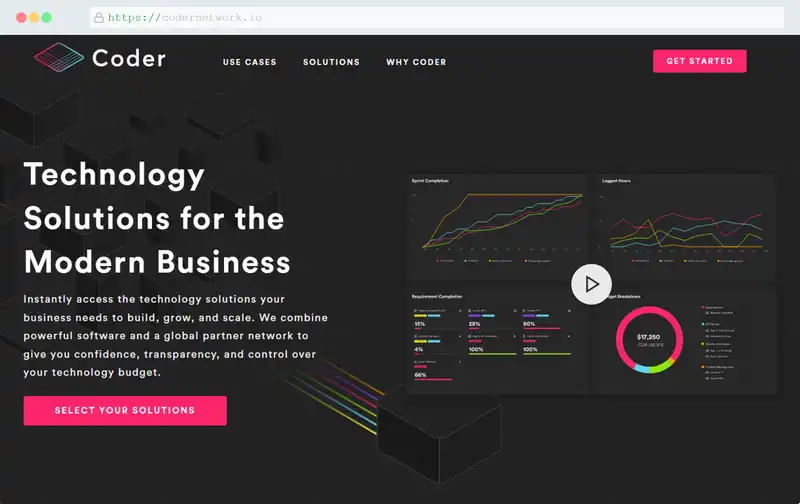 https://codernetwork.io
Coder
USE CASES
SOLUTIONS
WHY CODER
GET STARTED
Technology
Solutions for the
Modern Business
Instantly access the technology solutions your
business needs to build, grow, and scale. We combine
powerful software and a global partner network to
give you confidence, transparency, and control over
your technology budget.
SELECT YOUR SOLUTIONS
Sprint Completion
Logged Hours
Requirement Completion
15%
28%
90%
4%
100%
100%
66%
Budget Breakdown
$17,250